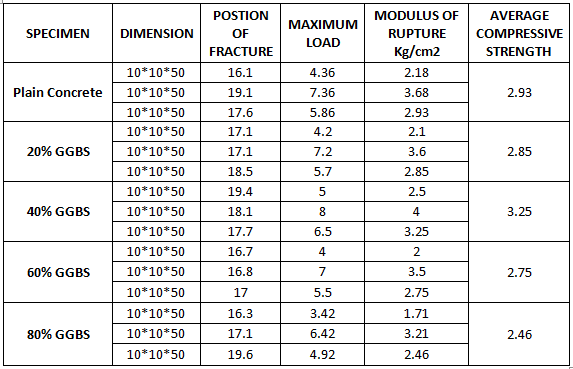 SPECIMEN DIMENSION POSTION OF FRACTURE MAXIMUM LOAD MODULUS OF RUPTURE Kg/cm2 AVERAGE COMPRESSIVE STRENGTH
Plain Concrete 10*10*50 16.1 4.36 2.18 2.93
10*10*50 19.1 7.36 3.68
10*10*50 17.6 5.86 2.93
20% GGBS 10*10*50 17.1 4.2 2.1 2.85
10*10*50 17.1 7.2 3.6
10*10*50 18.5 5.7 2.85
40% GGBS 10*10*50 19.4 5 2.5 3.25
10*10*50 18.1 8 4
10*10*50 17.7 6.5 3.25
60% GGBS 10*10*50 16.7 4 2 2.75
10*10*50 16.8 7 3.5
10*10*50 17 5.5 2.75
80% GGBS 10*10*50 16.3 3.42 1.71 2.46
10*10*50 17.1 6.42 3.21
10*10*50 19.6 4.92 2.46